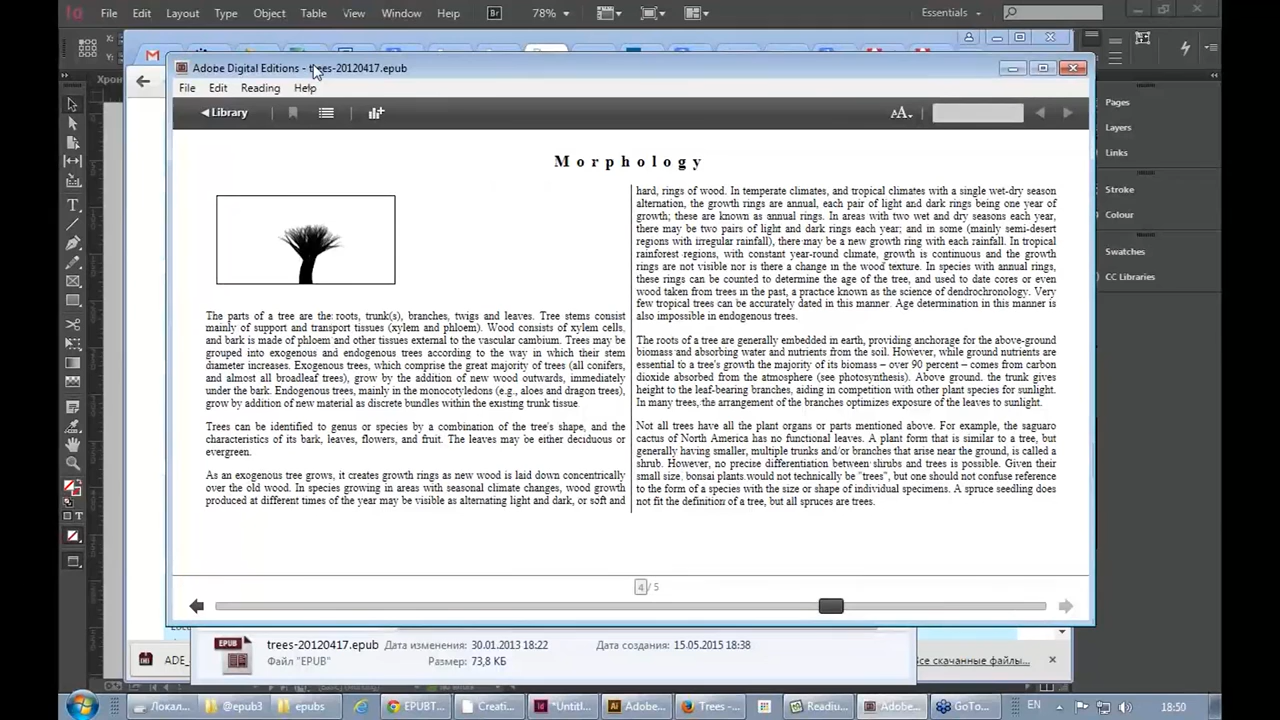 Id File Edit Layout Type Object Table View Window Help Br 78% Essentials
X:
Y:
Adobe Digital Editions - trees-20120417.epub
File Edit Reading Help
Library
AA
Morphology
The parts of a tree are the roots, trunk(s), branches, twigs and leaves. Tree stems consist
mainly of support and transport tissues (xylem and phloem). Wood consists of xylem cells,
and bark is made of phloem and other tissues external to the vascular cambium. Trees may be
grouped into exogenous and endogenous trees according to the way in which their stem
diameter increases. Exogenous trees, which comprise the great majority of trees (all conifers,
and almost all broadleaf trees), grow by the addition of new wood outwards, immediately
under the bark. Endogenous trees, mainly in the monocotyledons (e.g., aloes and dragon trees),
grow by addition of new material as discrete bundles within the existing trunk tissue.
Trees can be identified to genus or species by a combination of the tree's shape, and the
characteristics of its bark, leaves, flowers, and fruit. The leaves may be either deciduous or
evergreen.
As an exogenous tree grows, it creates growth rings as new wood is laid down concentrically
over the old wood. In species growing in areas with seasonal climate changes, wood growth
produced at different times of the year may be visible as alternating light and dark, or soft and
hard, rings of wood. In temperate climates, and tropical climates with a single wet-dry season
alternation, the growth rings are annual, each pair of light and dark rings being one year of
growth; these are known as annual rings. In areas with two wet and dry seasons each year,
there may be two pairs of light and dark rings each year; and in some (mainly semi-desert
regions with irregular rainfall), there may be a new growth ring with each rainfall. In tropical
rainforest regions, with constant year-round climate, growth is continuous and the growth
rings are not visible nor is there a change in the wood texture. In species with annual rings,
these rings can be counted to determine the age of the tree, and used to date cores or even
wood taken from trees in the past, a practice known as the science of dendrochronology. Very
few tropical trees can be accurately dated in this manner. Age determination in this manner is
also impossible in endogenous trees.
The roots of a tree are generally embedded in earth, providing anchorage for the above-ground
biomass and absorbing water and nutrients from the soil. However, while ground nutrients are
essential to a tree's growth the majority of its biomass – over 90 percent – comes from carbon
dioxide absorbed from the atmosphere (see photosynthesis). Above ground, the trunk gives
height to the leaf-bearing branches, aiding in competition with other plant species for sunlight.
In many trees, the arrangement of the branches optimizes exposure of the leaves to sunlight.
Not all trees have all the plant organs or parts mentioned above. For example, the saguaro
cactus of North America has no functional leaves. A plant form that is similar to a tree, but
generally having smaller, multiple trunks and/or branches that arise near the ground, is called a
shrub. However, no precise differentiation between shrubs and trees is possible. Given their
small size, bonsai plants would not technically be "trees", but one should not confuse reference
to the form of a species with the size or shape of individual specimens. A spruce seedling does
not fit the definition of a tree, but all spruces are trees.
4 / 5
Pages
Layers
Links
Stroke
Colour
Swatches
CC Libraries
EPUB
trees-20120417.epub Дата изменения: 30.01.2013 18:22 Дата создания: 15.05.2015 18:38
Файл "EPUB" Размер: 73,8 КБ
ADE_
Все скачанные файлы...
Локал... @epub3 epubs EPUBT... Creati... *Untitl... Adobe... Trees -... Readiu... Adobe... GoTo... EN 18:50